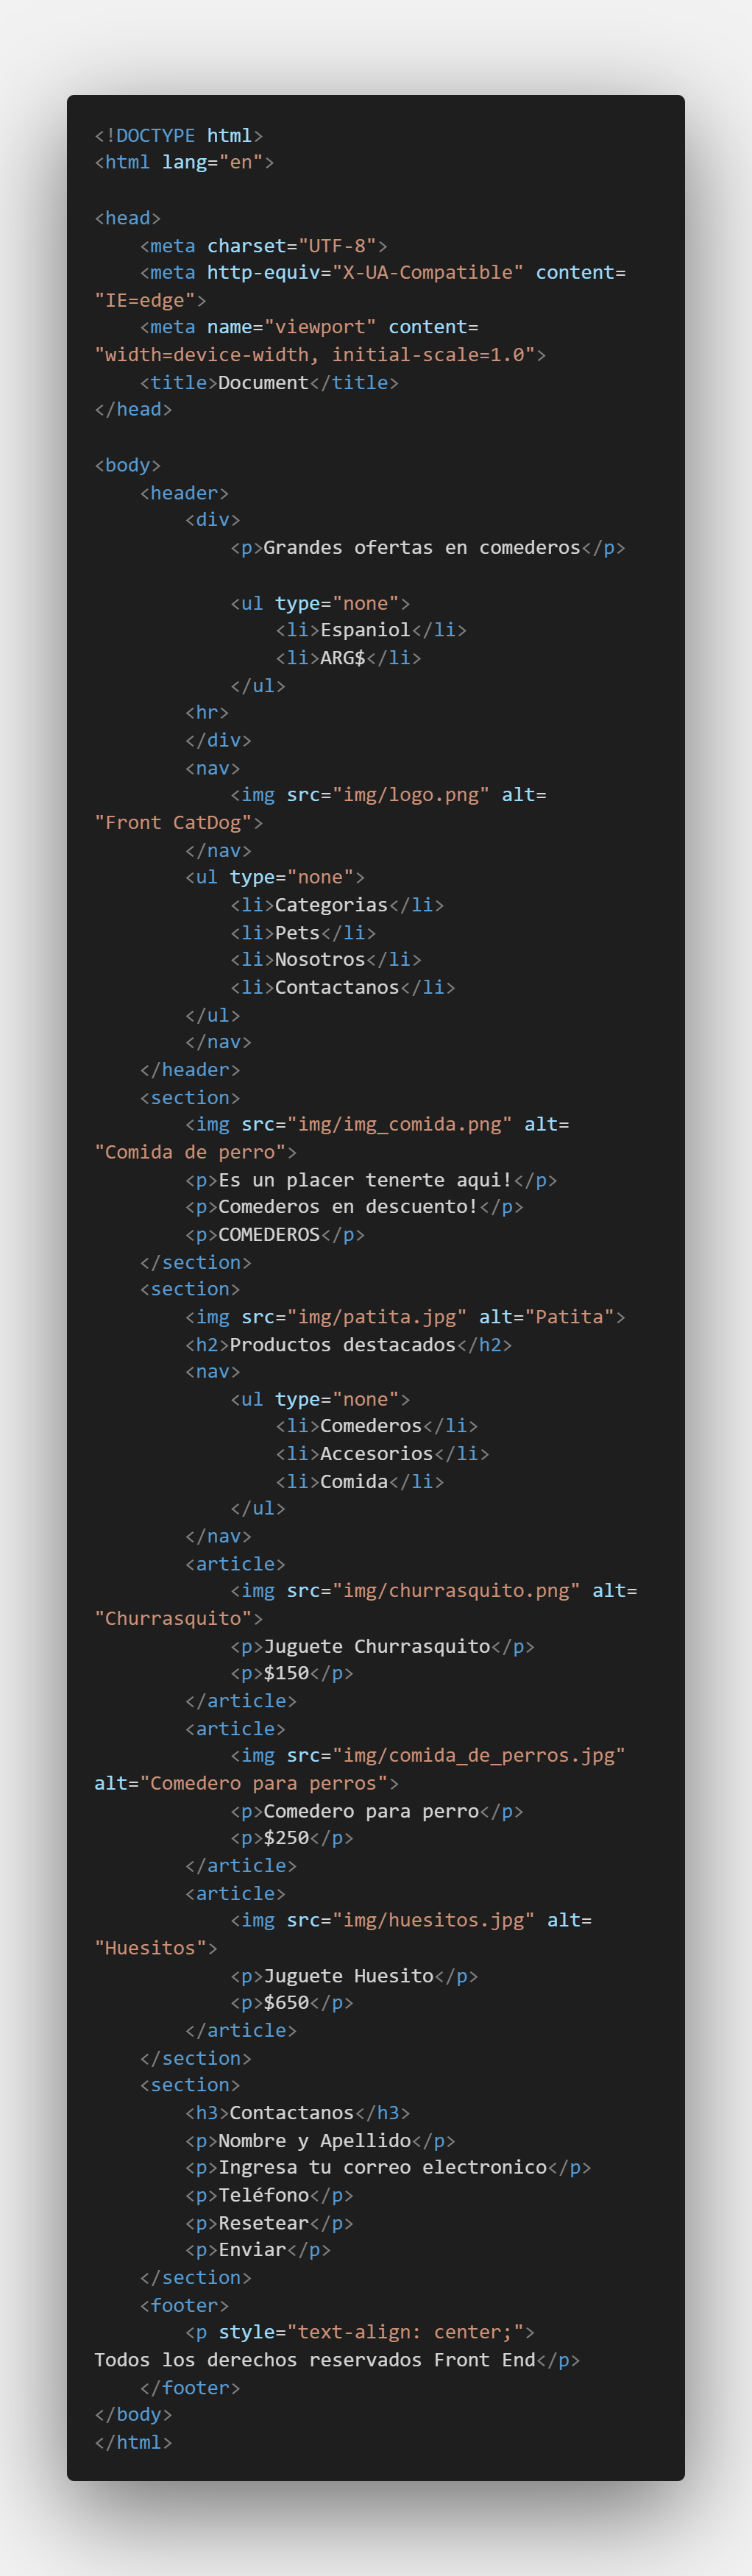 <!DOCTYPE html>
<html lang="en">

<head>
    <meta charset="UTF-8">
    <meta http-equiv="X-UA-Compatible" content=
"IE=edge">
    <meta name="viewport" content=
"width=device-width, initial-scale=1.0">
    <title>Document</title>
</head>

<body>
    <header>
        <div>
            <p>Grandes ofertas en comederos</p>

            <ul type="none">
                <li>Espaniol</li>
                <li>ARG$</li>
            </ul>
        <hr>
        </div>
        <nav>
            <img src="img/logo.png" alt=
"Front CatDog">
        </nav>
        <ul type="none">
            <li>Categorias</li>
            <li>Pets</li>
            <li>Nosotros</li>
            <li>Contactanos</li>
        </ul>
        </nav>
    </header>
    <section>
        <img src="img/img_comida.png" alt=
"Comida de perro">
        <p>Es un placer tenerte aqui!</p>
        <p>Comederos en descuento!</p>
        <p>COMEDEROS</p>
    </section>
    <section>
        <img src="img/patita.jpg" alt="Patita">
        <h2>Productos destacados</h2>
        <nav>
            <ul type="none">
                <li>Comederos</li>
                <li>Accesorios</li>
                <li>Comida</li>
            </ul>
        </nav>
        <article>
            <img src="img/churrasquito.png" alt=
"Churrasquito">
            <p>Juguete Churrasquito</p>
            <p>$150</p>
        </article>
        <article>
            <img src="img/comida_de_perros.jpg"
alt="Comedero para perros">
            <p>Comedero para perro</p>
            <p>$250</p>
        </article>
        <article>
            <img src="img/huesitos.jpg" alt=
"Huesitos">
            <p>Juguete Huesito</p>
            <p>$650</p>
        </article>
    </section>
    <section>
        <h3>Contactanos</h3>
        <p>Nombre y Apellido</p>
        <p>Ingresa tu correo electronico</p>
        <p>Teléfono</p>
        <p>Resetear</p>
        <p>Enviar</p>
    </section>
    <footer>
        <p style="text-align: center;">
Todos los derechos reservados Front End</p>
    </footer>
</body>
</html>